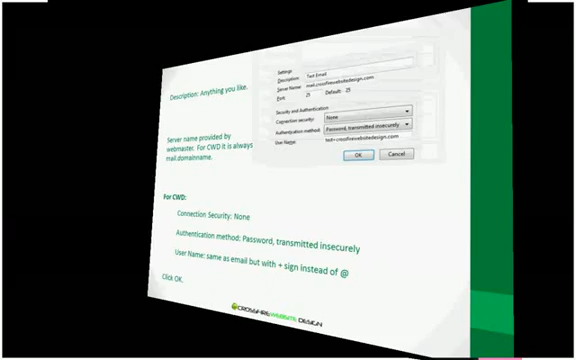 Settings
Description: Test Email
Server Name: mail.crossfirewebsitedesign.com
Port: 25 Default: 25
Security and Authentication
Connection security: None
Authentication method: Password, transmitted insecurely
User Name: test+crossfirewebsitedesign.com
OK Cancel
Description: Anything you like.
Server name provided by
webmaster. For CWD it is always
mail.domainname.
For CWD:
Connection Security: None
Authentication method: Password, transmitted insecurely
User Name: same as email but with + sign instead of @
Click OK.
CROSSFIREWEBSITE DESIGN